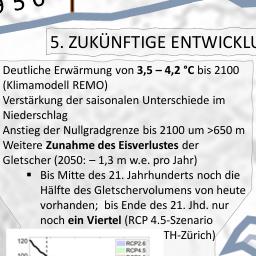 950
5. ZUKÜNFTIGE ENTWICKLU
Deutliche Erwärmung von 3,5 – 4,2 °C bis 2100
(Klimamodell REMO)
Verstärkung der saisonalen Unterschiede im
Niederschlag
Anstieg der Nullgradgrenze bis 2100 um >650 m
Weitere Zunahme des Eisverlustes der
Gletscher (2050: – 1,3 m w.e. pro Jahr)
▪ Bis Mitte des 21. Jahrhunderts noch die
Hälfte des Gletschervolumens von heute
vorhanden; bis Ende des 21. Jhd. nur
noch ein Viertel (RCP 4.5-Szenario
TH-Zürich)
120
100
RCP2.6
RCP4.5